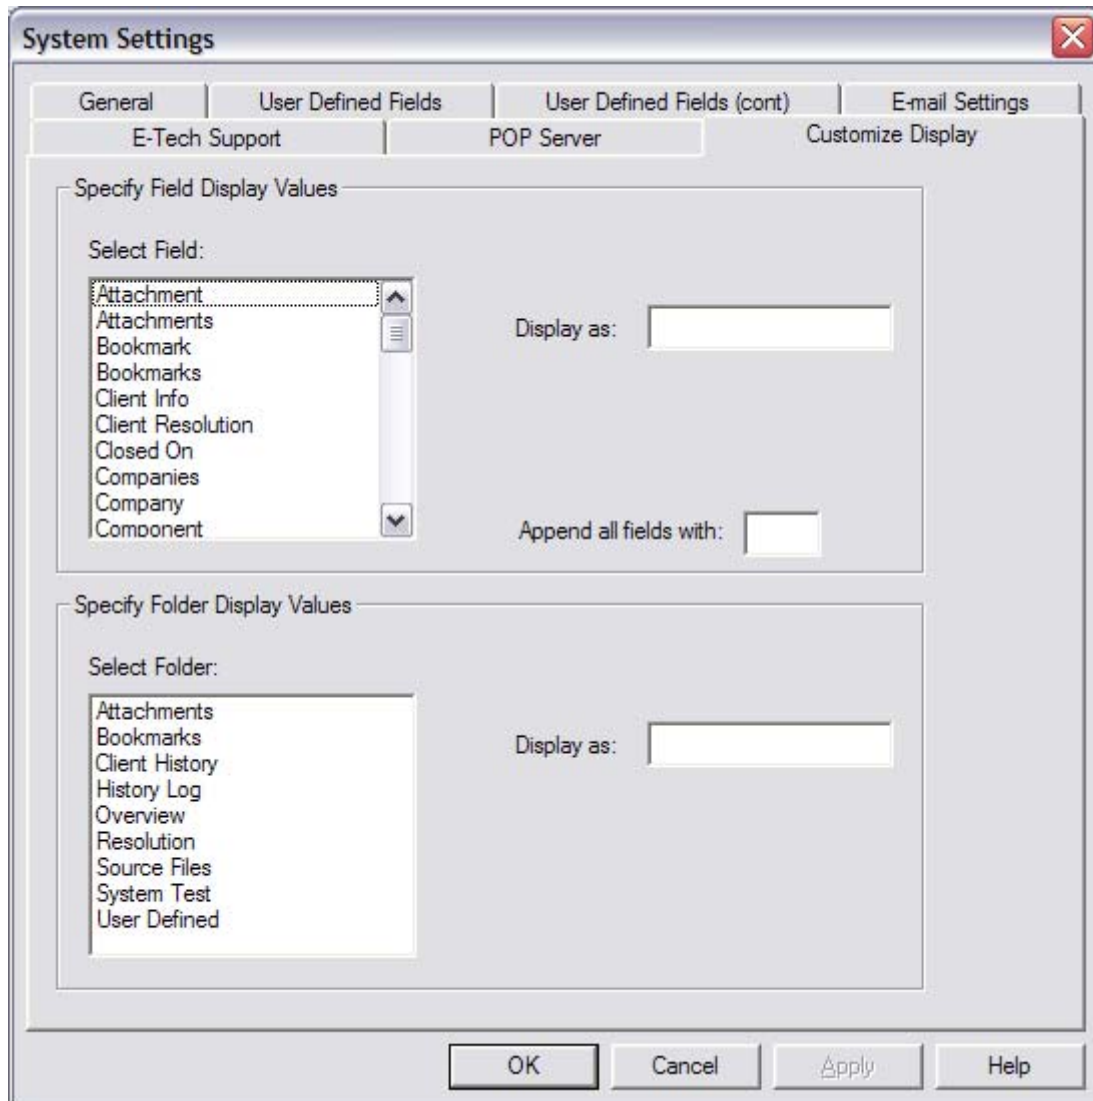 System Settings
General
User Defined Fields
User Defined Fields (cont)
E-mail Settings
E-Tech Support
POP Server
Customize Display
Specify Field Display Values
Select Field:
Attachment
Attachments
Bookmark
Bookmarks
Client Info
Client Resolution
Closed On
Companies
Company
Component
Display as:
Append all fields with:
Specify Folder Display Values
Select Folder:
Attachments
Bookmarks
Client History
History Log
Overview
Resolution
Source Files
System Test
User Defined
Display as:
OK
Cancel
Apply
Help